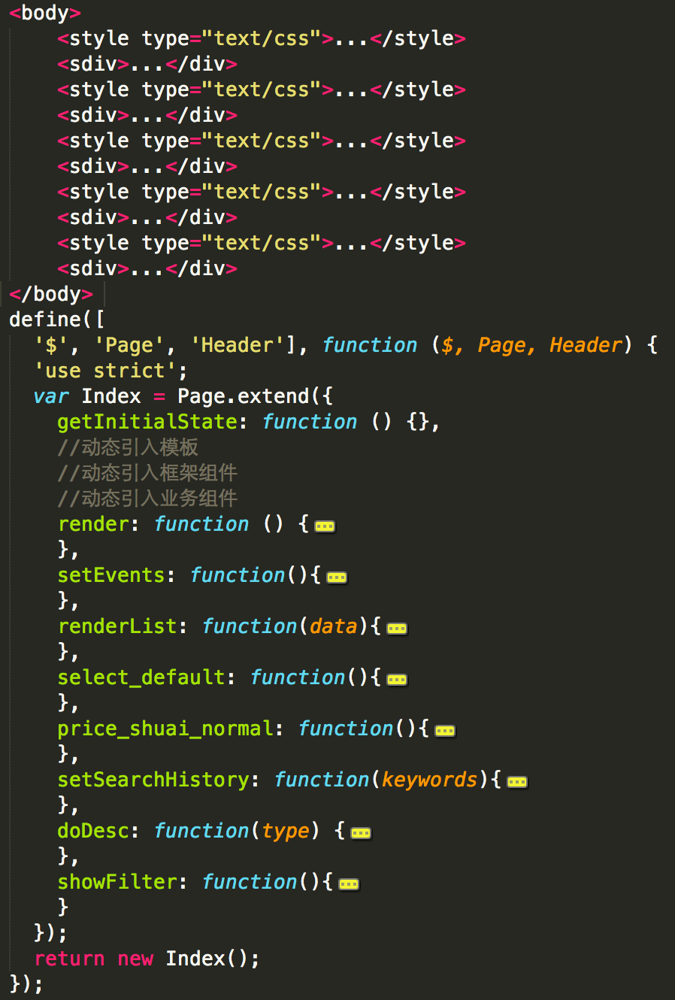 <body>
    <style type="text/css">...</style>
    <sdiv>...</div>
    <style type="text/css">...</style>
    <sdiv>...</div>
    <style type="text/css">...</style>
    <sdiv>...</div>
    <style type="text/css">...</style>
    <sdiv>...</div>
    <style type="text/css">...</style>
    <sdiv>...</div>
</body>
define([
  '$', 'Page', 'Header'], function ($, Page, Header) {
  'use strict';
  var Index = Page.extend({
    getInitialState: function () {},
    //动态引入模板
    //动态引入框架组件
    //动态引入业务组件
    render: function () {...
    },
    setEvents: function(){...
    },
    renderList: function(data){...
    },
    select_default: function(){...
    },
    price_shuai_normal: function(){...
    },
    setSearchHistory: function(keywords){...
    },
    doDesc: function(type) {...
    },
    showFilter: function(){...
    }
  });
  return new Index();
});